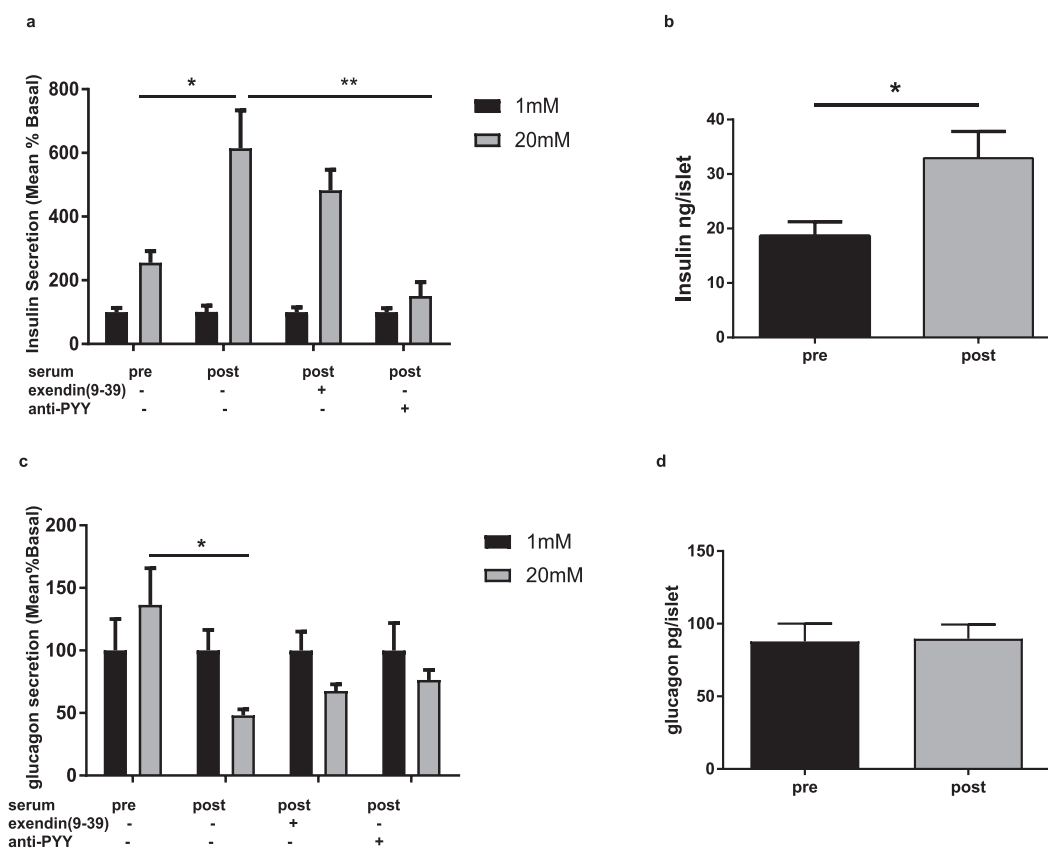 a
Insulin Secretion (Mean % Basal)
800
600
400
200
0
*
**
1mM
20mM
serum pre post post post
exendin(9-39) - - + -
anti-PYY - - - +
b
Insulin ng/islet
40
30
20
10
0
*
pre post
c
glucagon secretion (Mean%Basal)
200
150
100
50
0
*
1mM
20mM
serum pre post post post
exendin(9-39) - - + -
anti-PYY - - - +
d
glucagon pg/islet
150
100
50
0
pre post